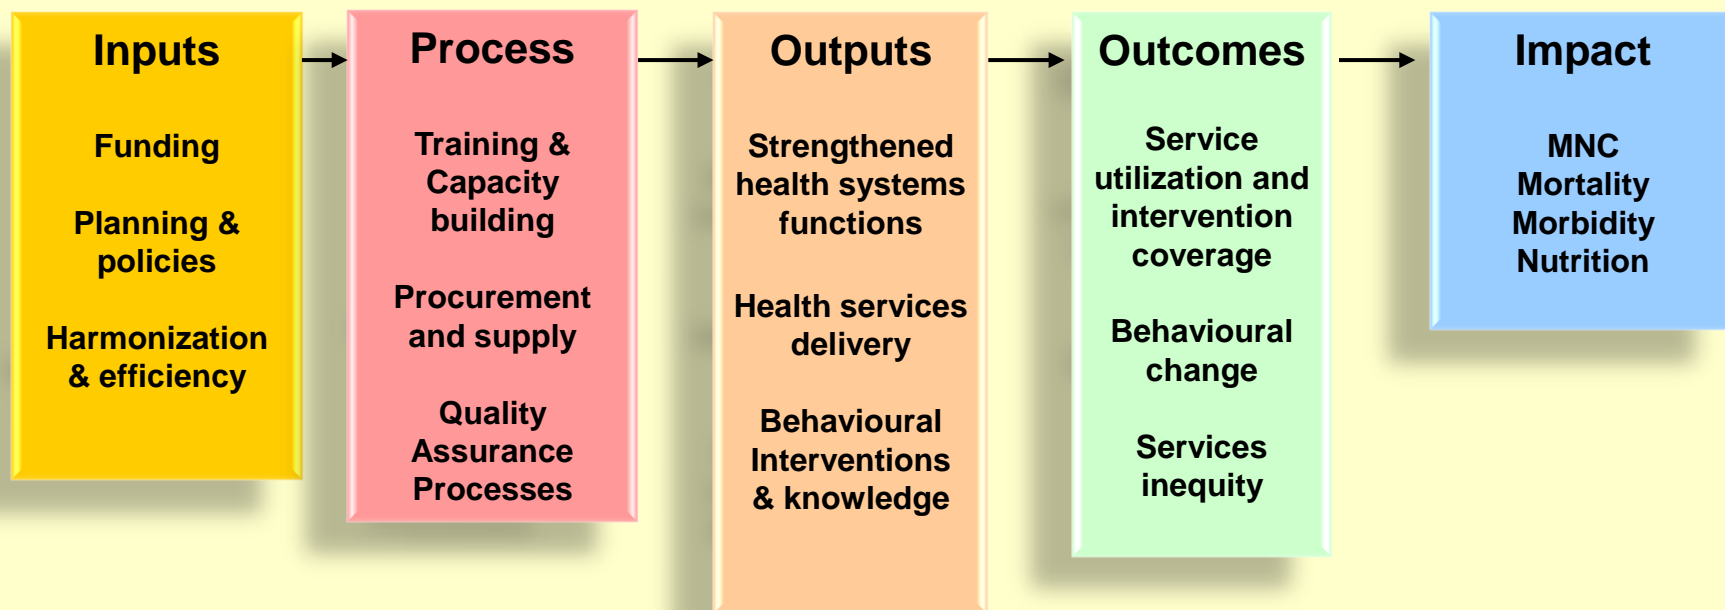 Inputs
Funding
Planning &
policies
Harmonization
& efficiency
Process
Training &
Capacity
building
Procurement
and supply
Quality
Assurance
Processes
Outputs
Strengthened
health systems
functions
Health services
delivery
Behavioural
Interventions
& knowledge
Outcomes
Service
utilization and
intervention
coverage
Behavioural
change
Services
inequity
Impact
MNC
Mortality
Morbidity
Nutrition